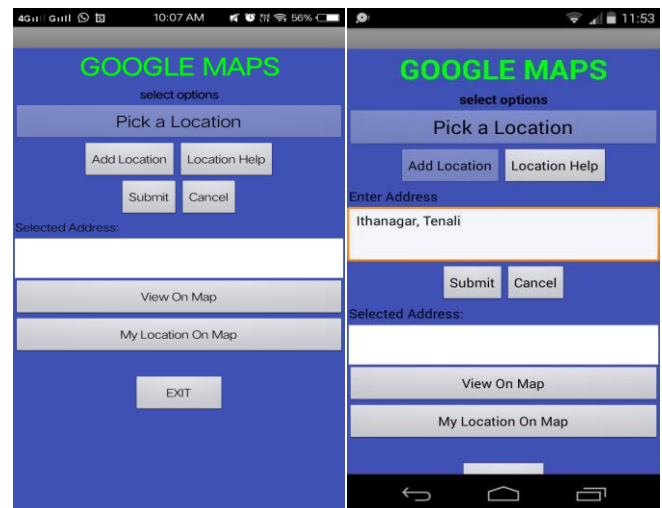 4G G 10:07 AM 56%
GOOGLE MAPS
select options
Pick a Location
Add Location Location Help
Submit Cancel
Selected Address:
View On Map
My Location On Map
EXIT
11:53
GOOGLE MAPS
select options
Pick a Location
Add Location Location Help
Enter Address
Ithanagar, Tenali
Submit Cancel
Selected Address:
View On Map
My Location On Map